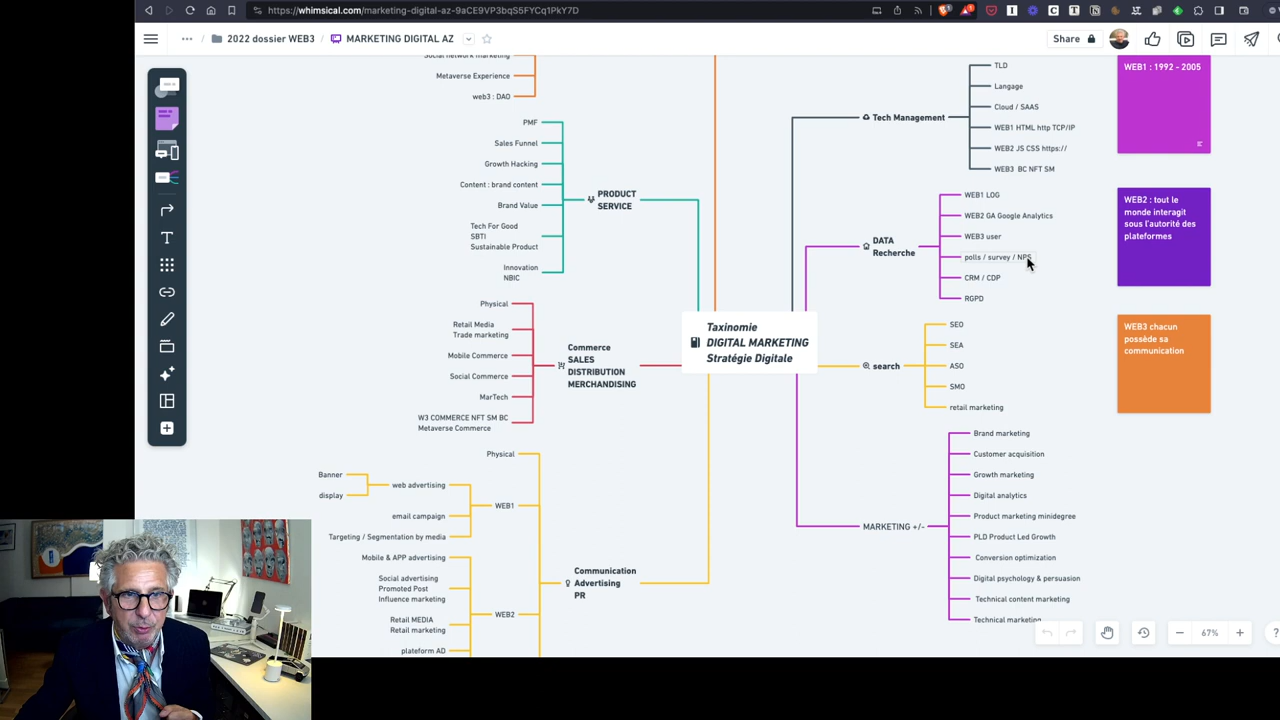 https://whimsical.com/marketing-digital-az-9aCE9VP3bqS5FYCq1PkY7D
2022 dossier WEB3 / MARKETING DIGITAL AZ
Share
Social network marketing
Metaverse Experience
web3 : DAO
PMF
Sales Funnel
Growth Hacking
Content : brand content
Brand Value
Tech For Good
SBTI
Sustainable Product
Innovation
NBIC
PRODUCT
SERVICE
Physical
Retail Media
Trade marketing
Mobile Commerce
Social Commerce
MarTech
W3 COMMERCE NFT SM BC
Metaverse Commerce
Commerce
SALES
DISTRIBUTION
MERCHANDISING
Physical
Banner
display
web advertising
email campaign
Targeting / Segmentation by media
WEB1
Mobile & APP advertising
Social advertising
Promoted Post
Influence marketing
Retail MEDIA
Retail marketing
plateform AD
WEB2
Communication
Advertising
PR
Taxinomie
DIGITAL MARKETING
Stratégie Digitale
Tech Management
TLD
Langage
Cloud / SAAS
WEB1 HTML http TCP/IP
WEB2 JS CSS https://
WEB3 BC NFT SM
DATA
Recherche
WEB1 LOG
WEB2 GA Google Analytics
WEB3 user
polls / survey / NPS
CRM / CDP
RGPD
search
SEO
SEA
ASO
SMO
retail marketing
MARKETING +/-
Brand marketing
Customer acquisition
Growth marketing
Digital analytics
Product marketing minidegree
PLD Product Led Growth
Conversion optimization
Digital psychology & persuasion
Technical content marketing
Technical marketing
WEB1 : 1992 - 2005
WEB2 : tout le
monde interagit
sous l'autorité des
plateformes
WEB3 chacun
possède sa
communication
67%